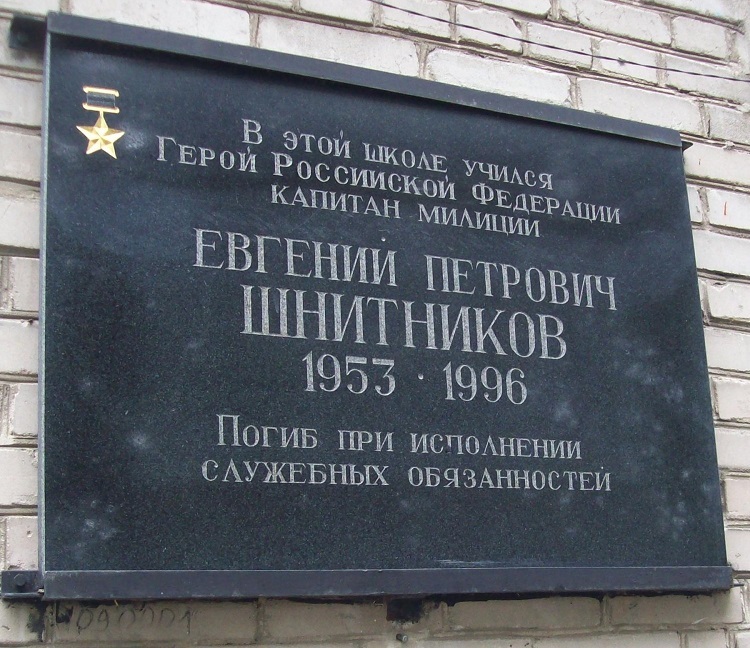 В этой школе учился
Герой Российской Федерации
капитан милиции
ЕВГЕНИЙ ПЕТРОВИЧ
ШНИТНИКОВ
1953 · 1996
Погиб при исполнении
служебных обязанностей